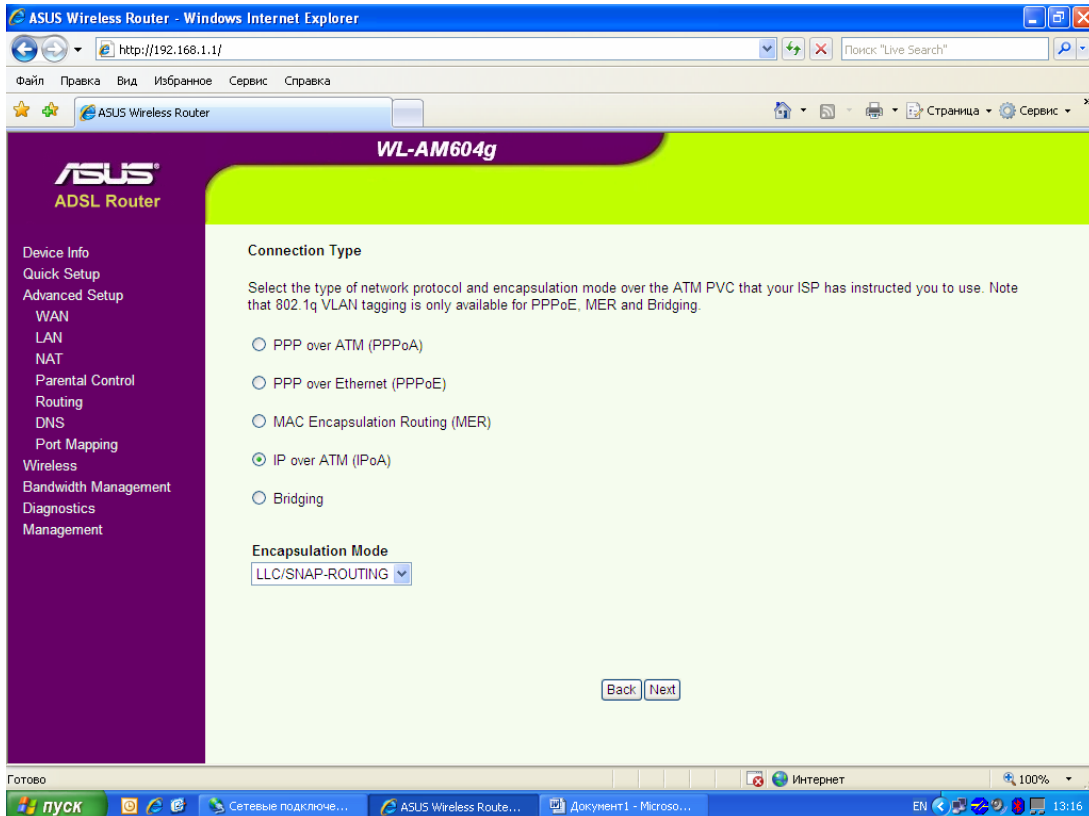 ASUS Wireless Router - Windows Internet Explorer
http://192.168.1.1/
Поиск "Live Search"
Файл Правка Вид Избранное Сервис Справка
ASUS Wireless Router
Страница
Сервис
»
WL-AM604g
ASUS
ADSL Router
Device Info
Quick Setup
Advanced Setup
WAN
LAN
NAT
Parental Control
Routing
DNS
Port Mapping
Wireless
Bandwidth Management
Diagnostics
Management
Connection Type
Select the type of network protocol and encapsulation mode over the ATM PVC that your ISP has instructed you to use. Note
that 802.1q VLAN tagging is only available for PPPoE, MER and Bridging.
PPP over ATM (PPPoA)
PPP over Ethernet (PPPoE)
MAC Encapsulation Routing (MER)
IP over ATM (IPoA)
Bridging
Encapsulation Mode
LLC/SNAP-ROUTING
Back Next
Готово
Интернет
100%
пуск
Сетевые подключе...
ASUS Wireless Route...
Документ1 - Microso...
EN
13:16